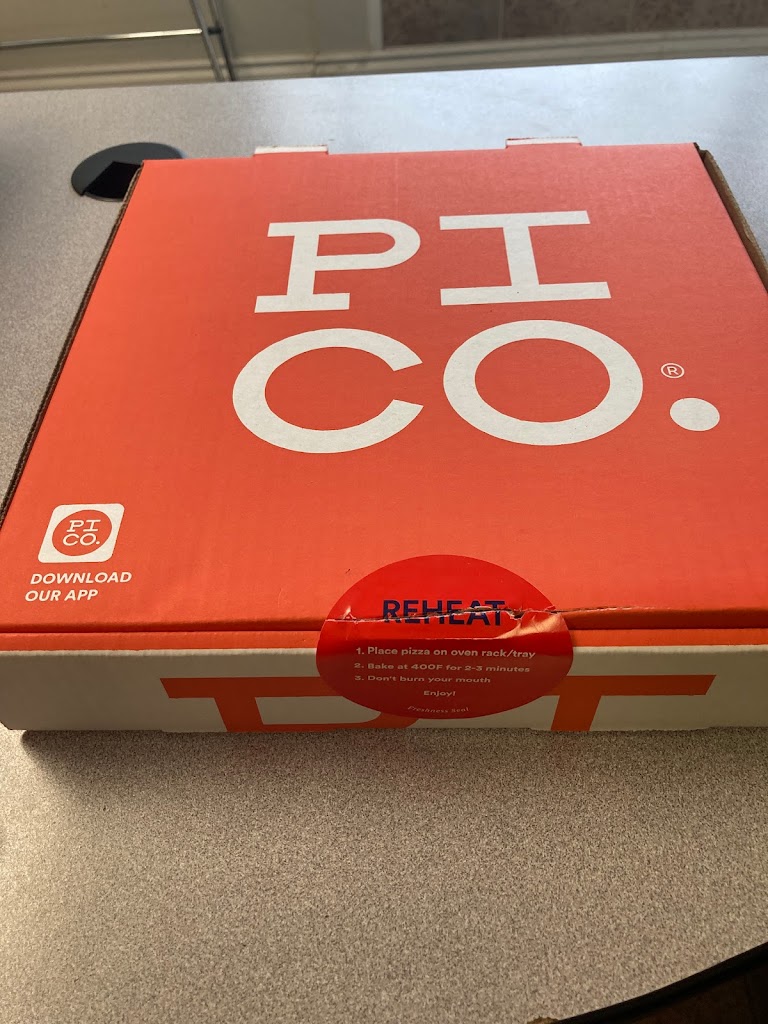 PI
CO.®
PI
CO.
DOWNLOAD
OUR APP
REHEAT
1. Place pizza on oven rack/tray
2. Bake at 400F for 2-3 minutes
3. Don't burn your mouth
Enjoy!
Freshness Seal